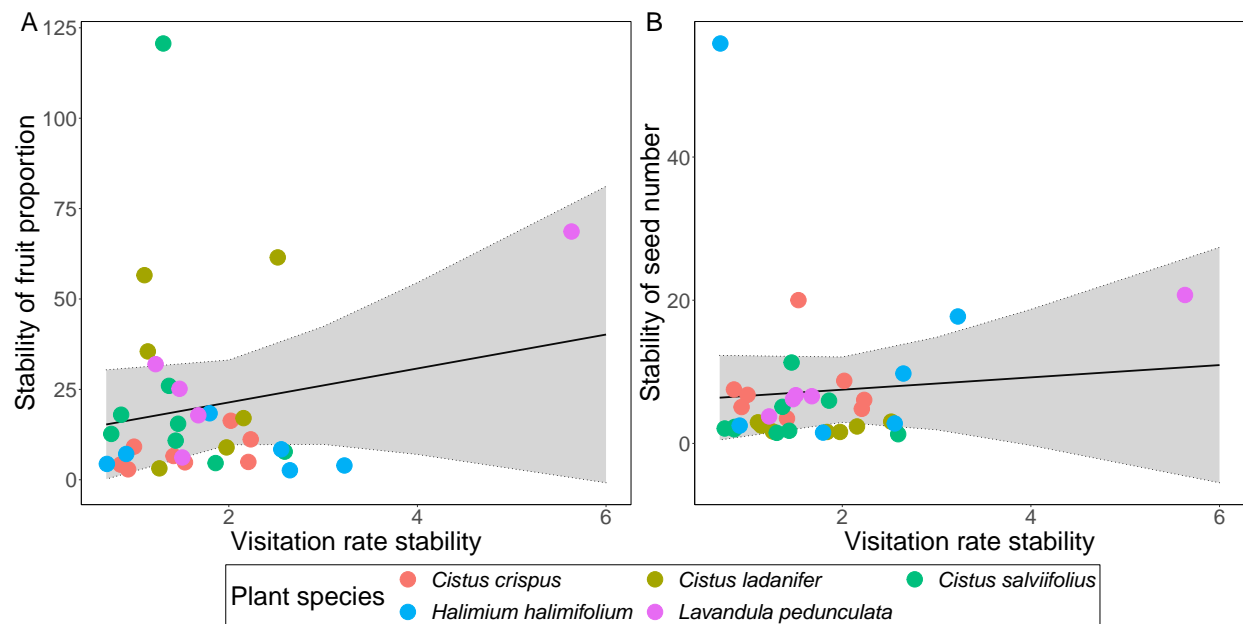 A
B
125
100
75
50
25
0
Stability of fruit proportion
2
4
6
Visitation rate stability
40
20
0
Stability of seed number
2
4
6
Visitation rate stability
Plant species
Cistus crispus
Cistus ladanifer
Cistus salviifolius
Halimium halimifolium
Lavandula pedunculata